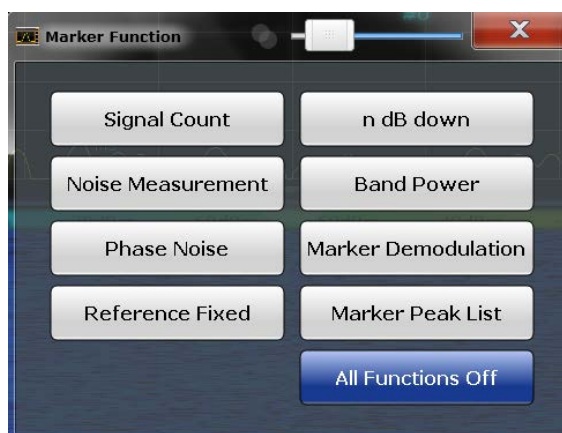 Marker Function
Signal Count
n dB down
Noise Measurement
Band Power
Phase Noise
Marker Demodulation
Reference Fixed
Marker Peak List
All Functions Off